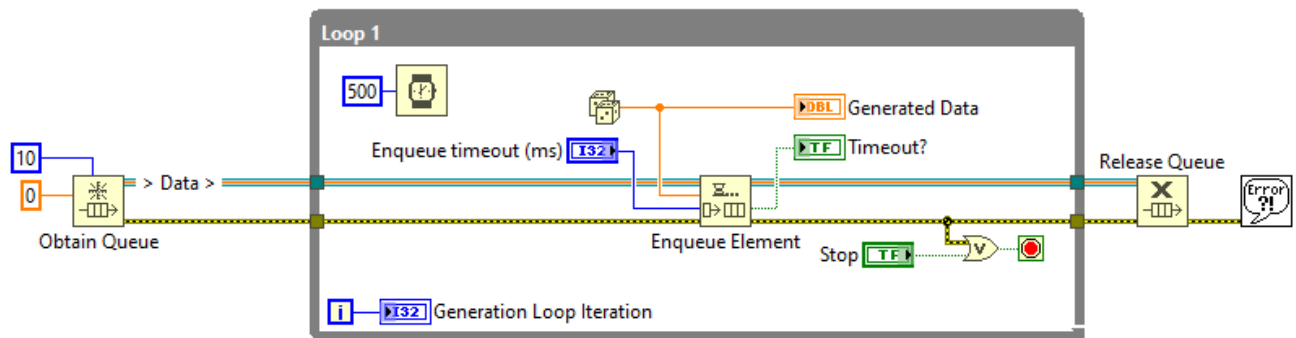 Loop 1
500
Generated Data
DBL
Enqueue timeout (ms)
I32
TF
Timeout?
10
0
> Data >
Release Queue
Error
?!
Obtain Queue
Enqueue Element
Stop
TF
V
i
I32
Generation Loop Iteration